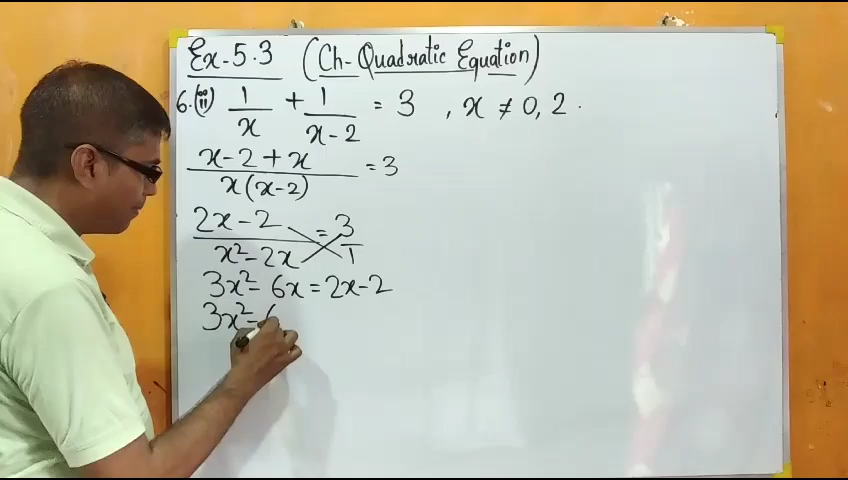 Ex-5.3 (Ch-Quadratic Equation)
6.(ii) 1/x + 1/(x-2) = 3 , x ≠ 0, 2.
(x-2+x)/(x(x-2)) = 3
(2x-2)/(x²-2x) = 3/1
3x²-6x=2x-2
3x²-6